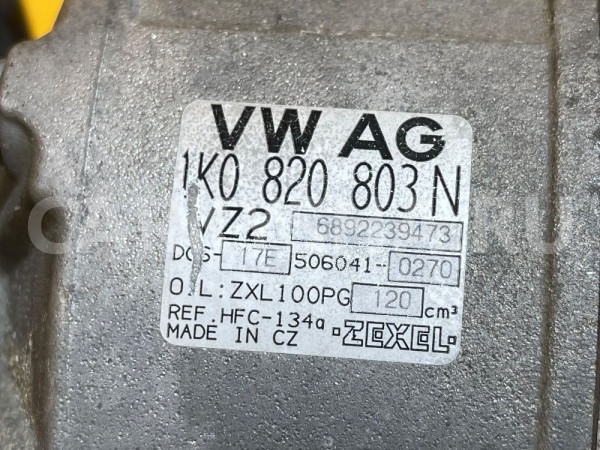 VW AG
1K0 820 803 N
VZ2 6892239473
DCS-17E 506041-0270
OIL:ZXL100PG 120 cm³
REF.HFC-134a ZEXEL
MADE IN CZ